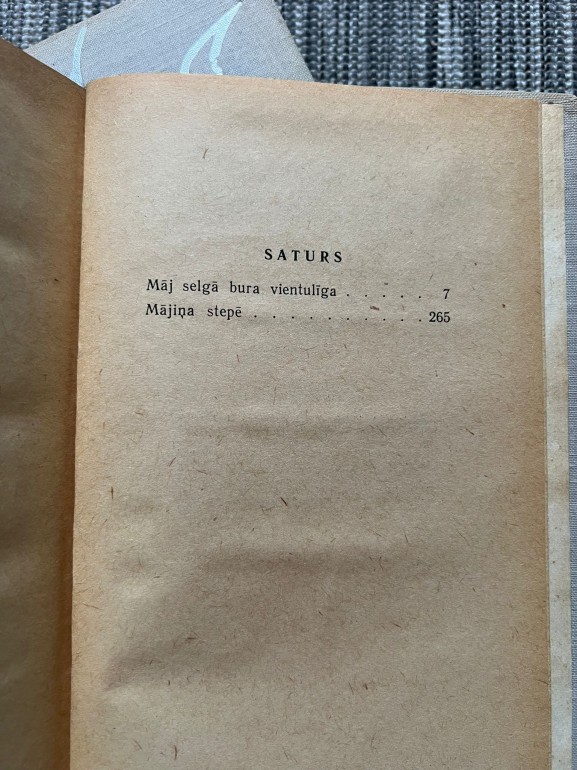 SATURS
Māj selgā bura vientulīga . . . . . 7
Mājiņa stepē . . . . . . . . . . 265